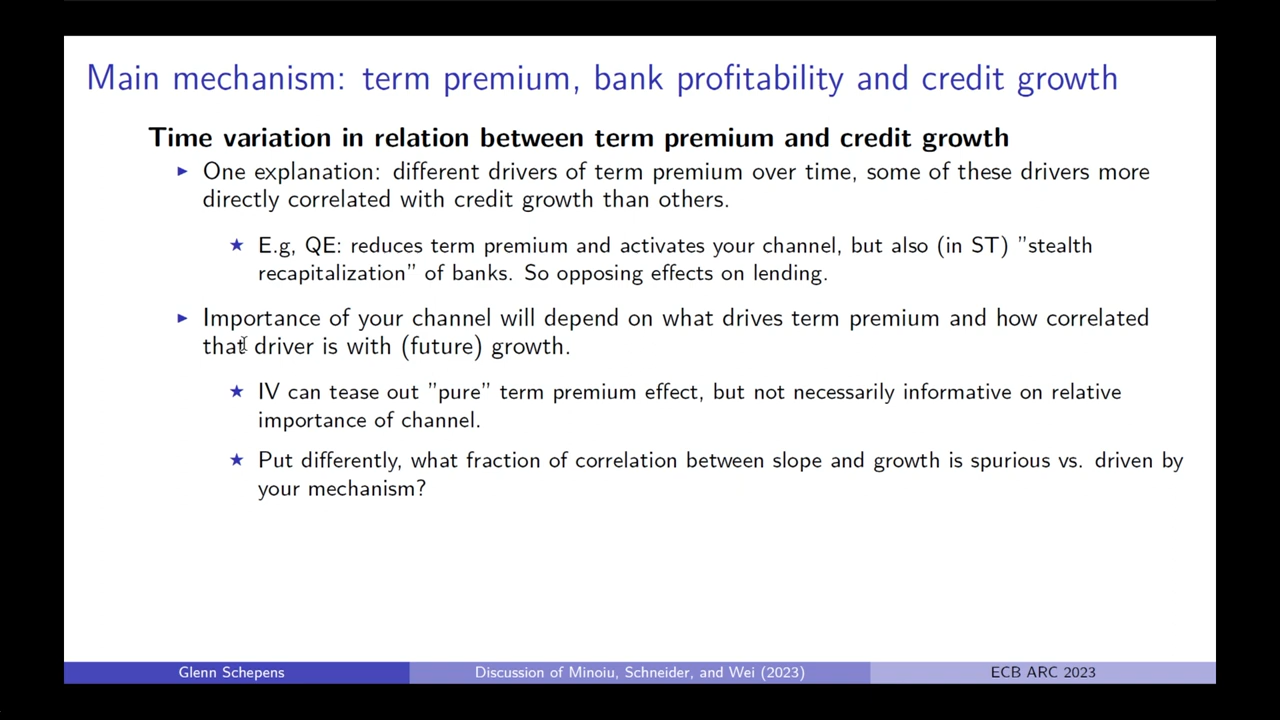 Main mechanism: term premium, bank profitability and credit growth
Time variation in relation between term premium and credit growth
► One explanation: different drivers of term premium over time, some of these drivers more
directly correlated with credit growth than others.
★ E.g, QE: reduces term premium and activates your channel, but also (in ST) ”stealth
recapitalization” of banks. So opposing effects on lending.
► Importance of your channel will depend on what drives term premium and how correlated
that driver is with (future) growth.
★ IV can tease out ”pure” term premium effect, but not necessarily informative on relative
importance of channel.
★ Put differently, what fraction of correlation between slope and growth is spurious vs. driven by
your mechanism?
Glenn Schepens Discussion of Minoiu, Schneider, and Wei (2023) ECB ARC 2023